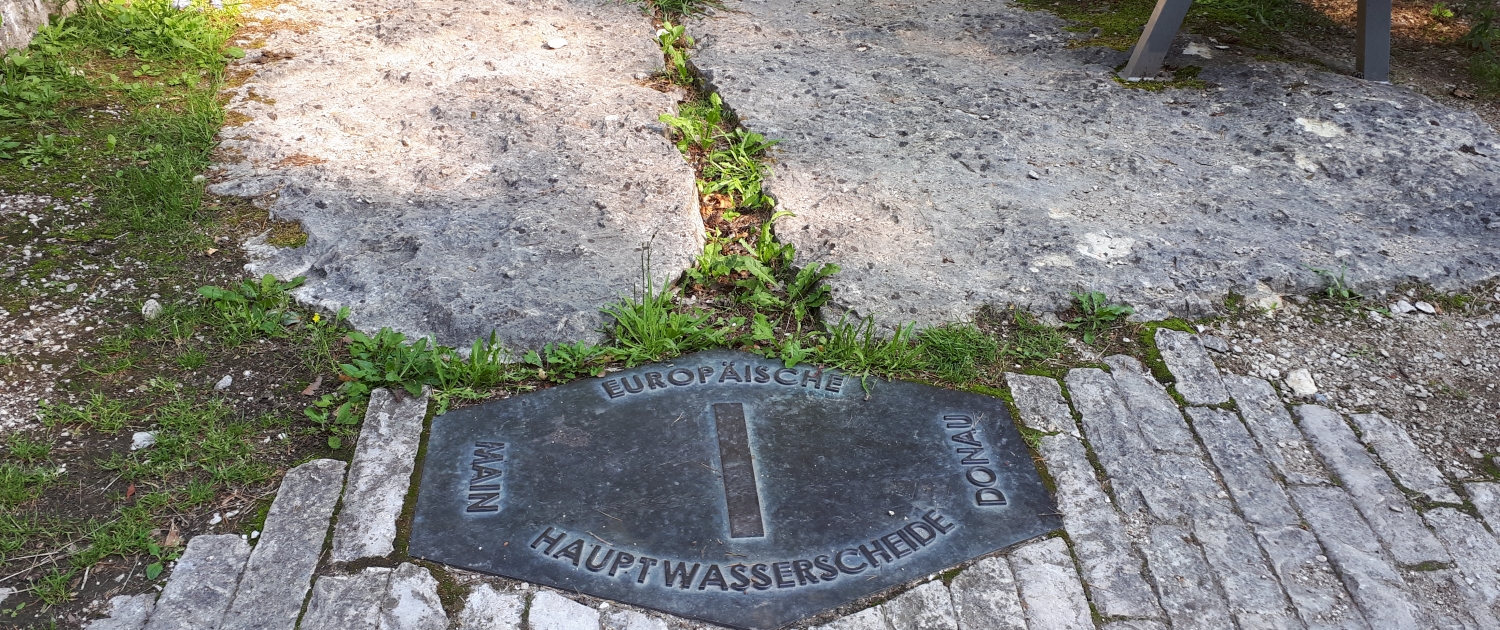 EUROPÄISCHE
MAIN
DONAU
HAUPTWASSERSCHEIDE